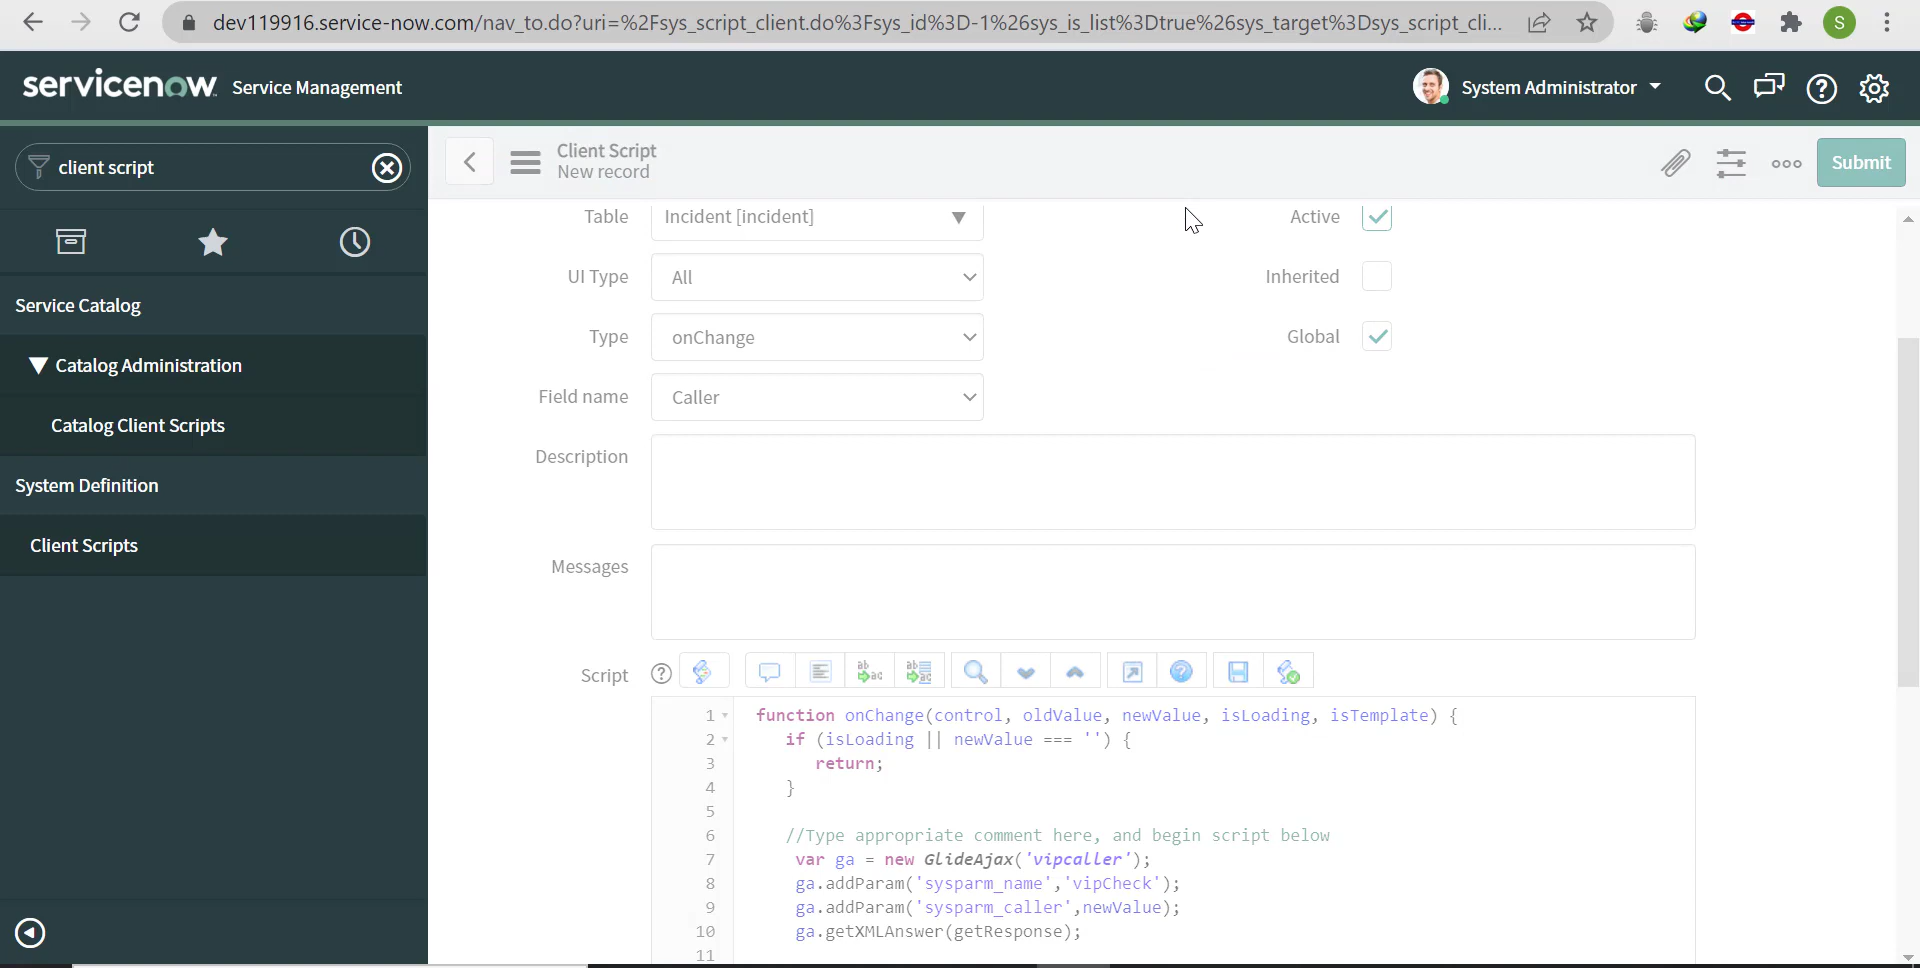 dev119916.service-now.com/nav_to.do?uri=%2Fsys_script_client.do%3Fsys_id%3D-1%26sys_is_list%3Dtrue%26sys_target%3Dsys_script_cli...
S
servicenow Service Management
System Administrator
client script
Client Script
New record
Submit
Service Catalog
Catalog Administration
Catalog Client Scripts
System Definition
Client Scripts
Table Incident [incident] Active
UI Type All Inherited
Type onChange Global
Field name Caller
Description
Messages
Script
1 function onChange(control, oldValue, newValue, isLoading, isTemplate) {
2 if (isLoading || newValue === '') {
3 return;
4 }
5
6 //Type appropriate comment here, and begin script below
7 var ga = new GlideAjax('vipcaller');
8 ga.addParam('sysparm_name','vipCheck');
9 ga.addParam('sysparm_caller',newValue);
10 ga.getXMLAnswer(getResponse);
11